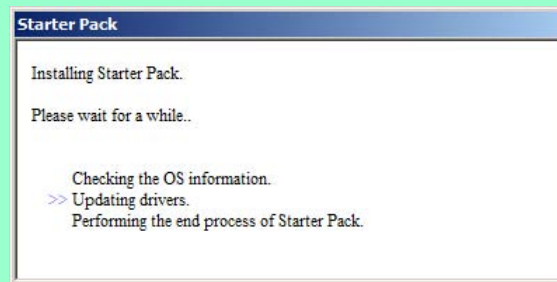 Starter Pack
Installing Starter Pack.
Please wait for a while..
Checking the OS information.
>> Updating drivers.
Performing the end process of Starter Pack.